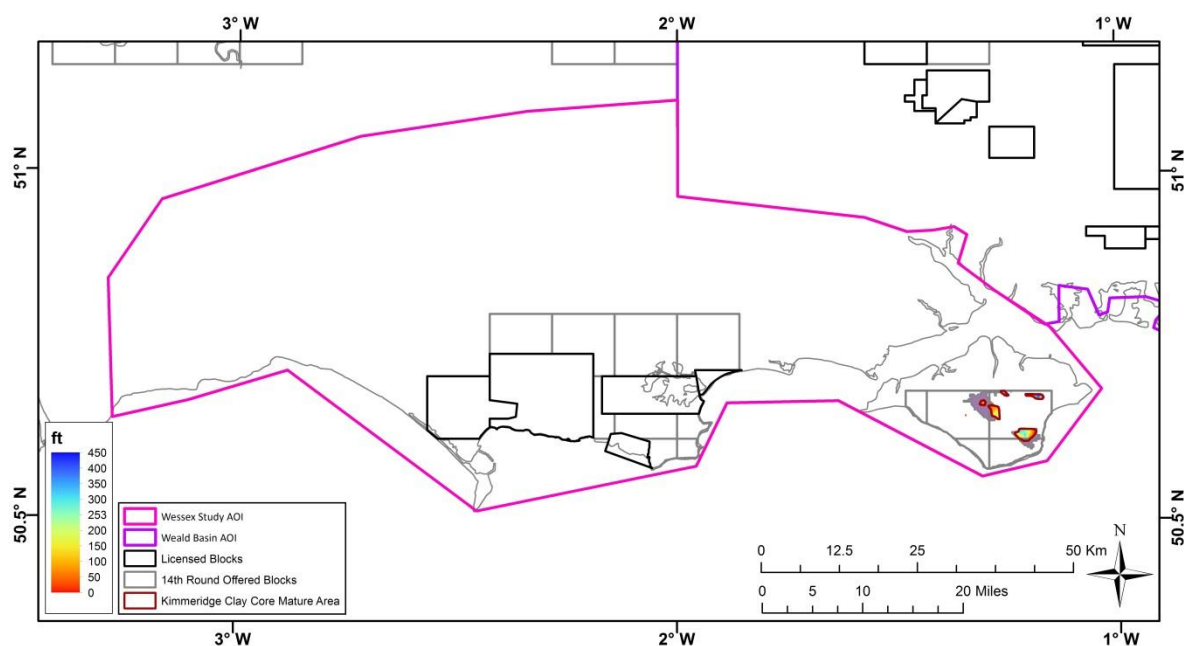 3° W
2° W
1° W
51° N
51° N
50.5° N
50.5° N
ft
450
400
350
300
253
200
150
100
50
0
Wessex Study AOI
Weald Basin AOI
Licensed Blocks
14th Round Offered Blocks
Kimmeridge Clay Core Mature Area
0 12.5 25 50 Km
0 5 10 20 Miles
N
3° W
2° W
1° W